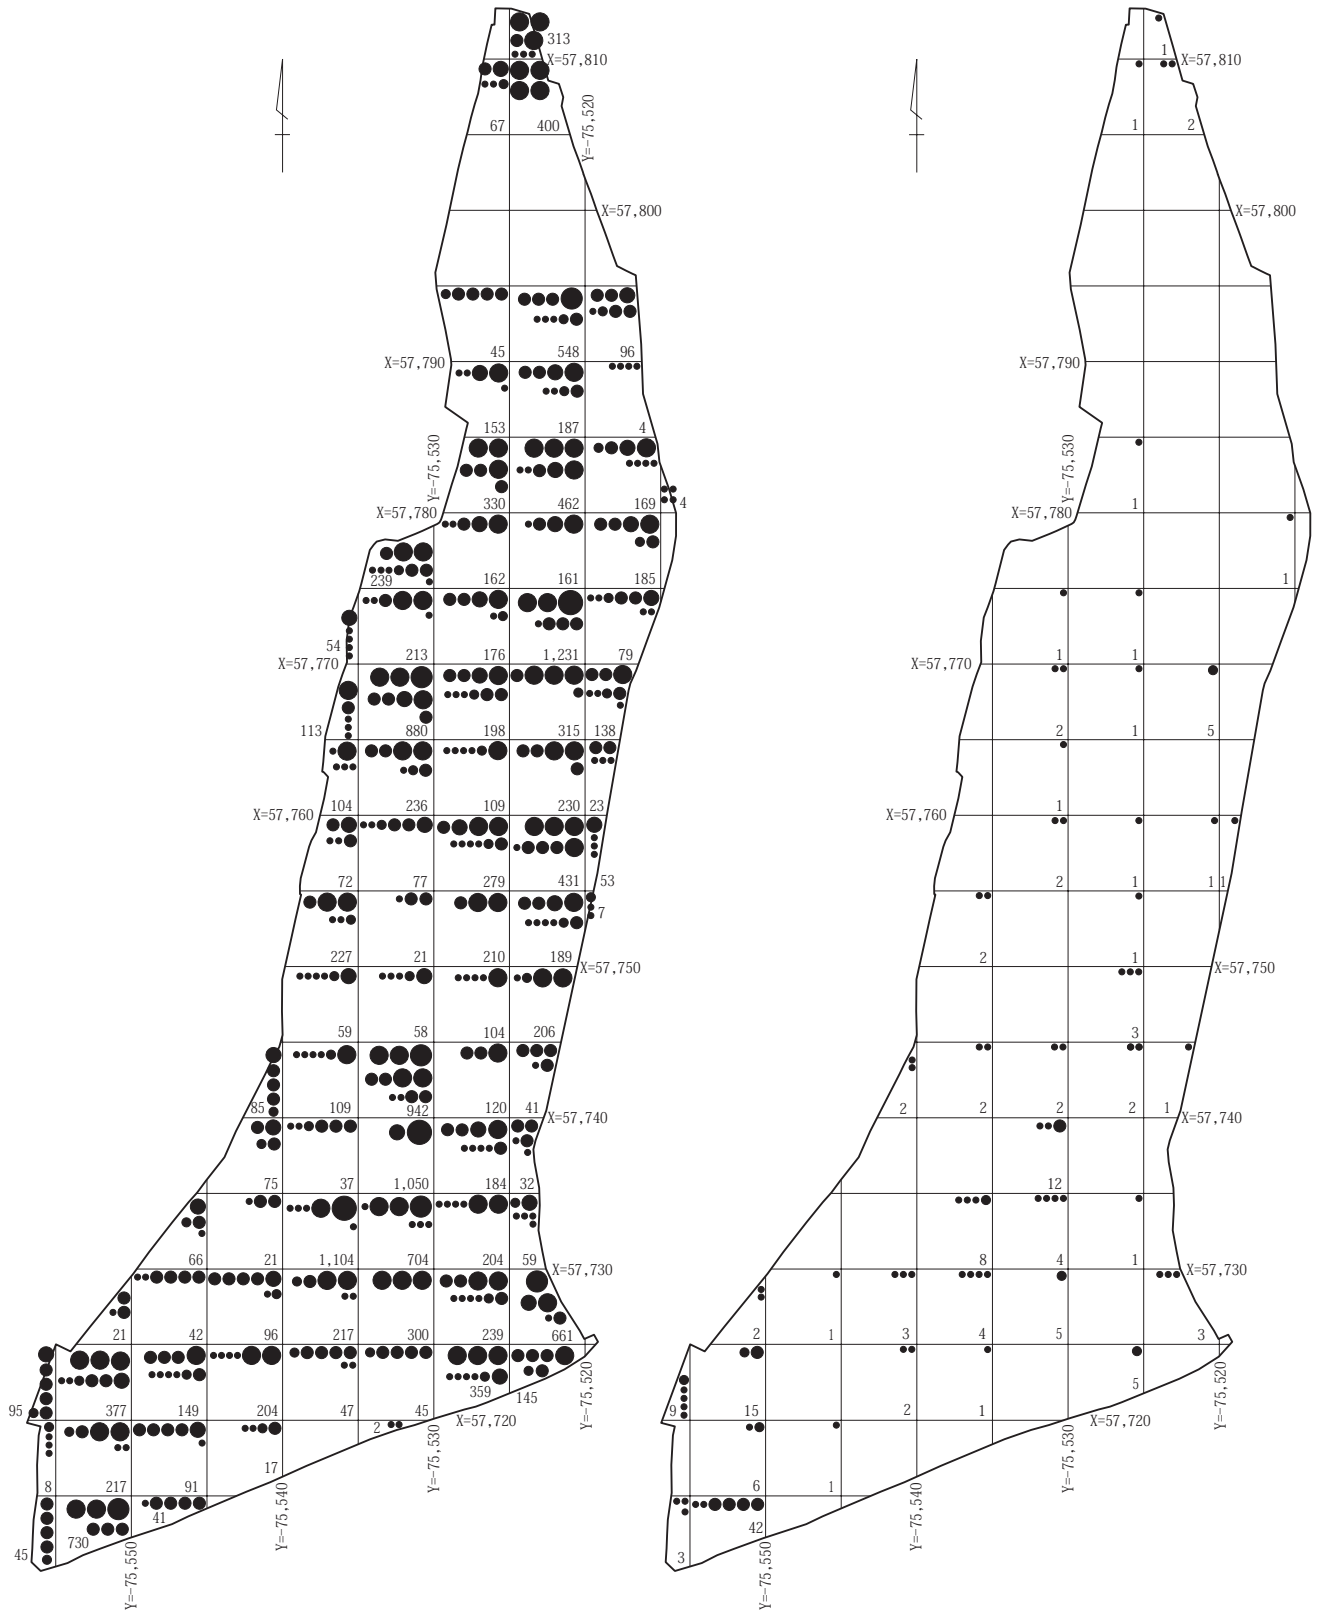 313 X=57,810
67 400 Y=-75,520
X=57,800
X=57,790 45 548 96
153 187 4 Y=-75,530
X=57,780 330 462 169 4
239 162 161 185
54
X=57,770 213 176 1,231 79
113 880 198 315 138
X=57,760 104 236 109 230 23
72 77 279 431 53
7
227 21 210 189 X=57,750
59 58 104 206
85 109 942 120 41 X=57,740
75 37 1,050 184 32
66 21 1,104 704 204 59 X=57,730
21 42 96 217 300 239 661
359 145
95 377 149 204 47 2 45 X=57,720
Y=-75,520
17
Y=-75,530
8 217 91
41
Y=-75,540
730
45
Y=-75,550
1 X=57,810
1 2
X=57,800
X=57,790
Y=-75,530
X=57,780 1
1
X=57,770 1 1
2 1 5
X=57,760 1
2 1 1 1
2 1 X=57,750
3
2 2 2 2 1 X=57,740
12
8 4 1 X=57,730
2 1 3 4 5 3
5
9 15 2 1 X=57,720
Y=-75,520
Y=-75,530
6 1
Y=-75,540
42
3
Y=-75,550